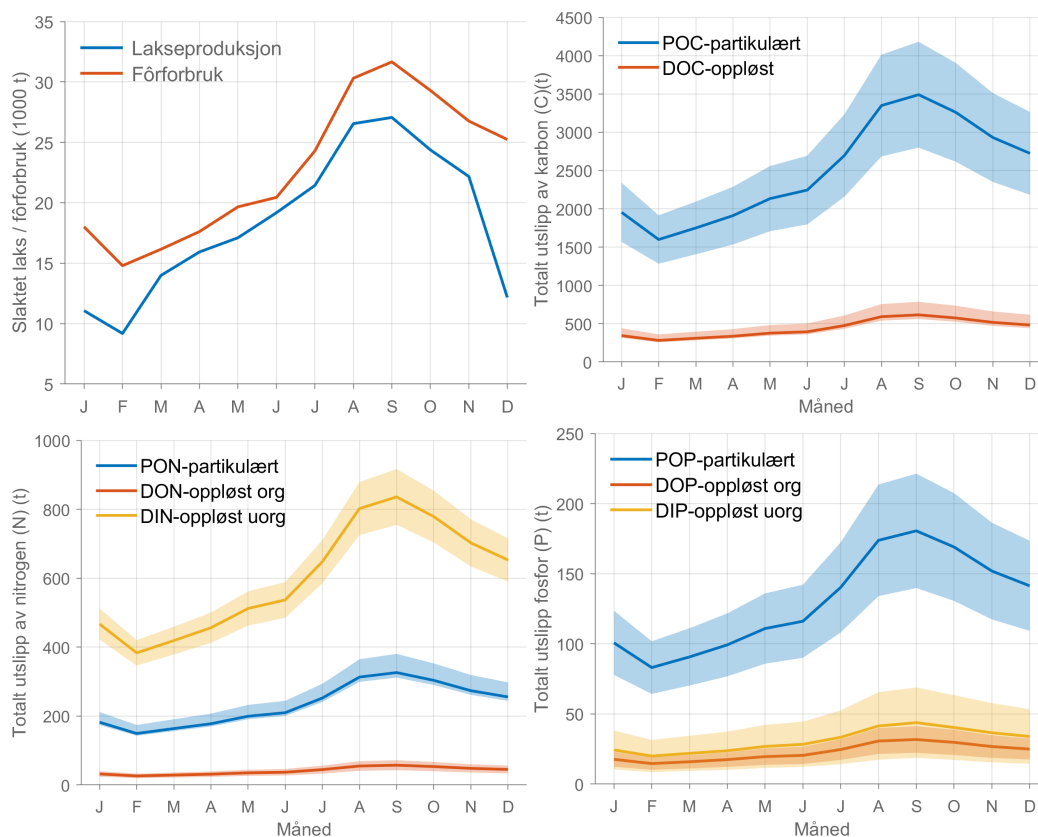 Slaktet laks / fôrforbruk (1000 t)
35
30
25
20
15
10
5
Lakseproduksjon
Fôrforbruk
J F M A M J J A S O N D
Totalt utslipp av karbon (C)(t)
4500
4000
3500
3000
2500
2000
1500
1000
500
0
POC-partikulært
DOC-oppløst
J F M A M J J A S O N D
Måned
Totalt utslipp av nitrogen (N) (t)
1000
800
600
400
200
0
PON-partikulært
DON-oppløst org
DIN-oppløst uorg
J F M A M J J A S O N D
Måned
Totalt utslipp fosfor (P) (t)
250
200
150
100
50
0
POP-partikulært
DOP-oppløst org
DIP-oppløst uorg
J F M A M J J A S O N D
Måned